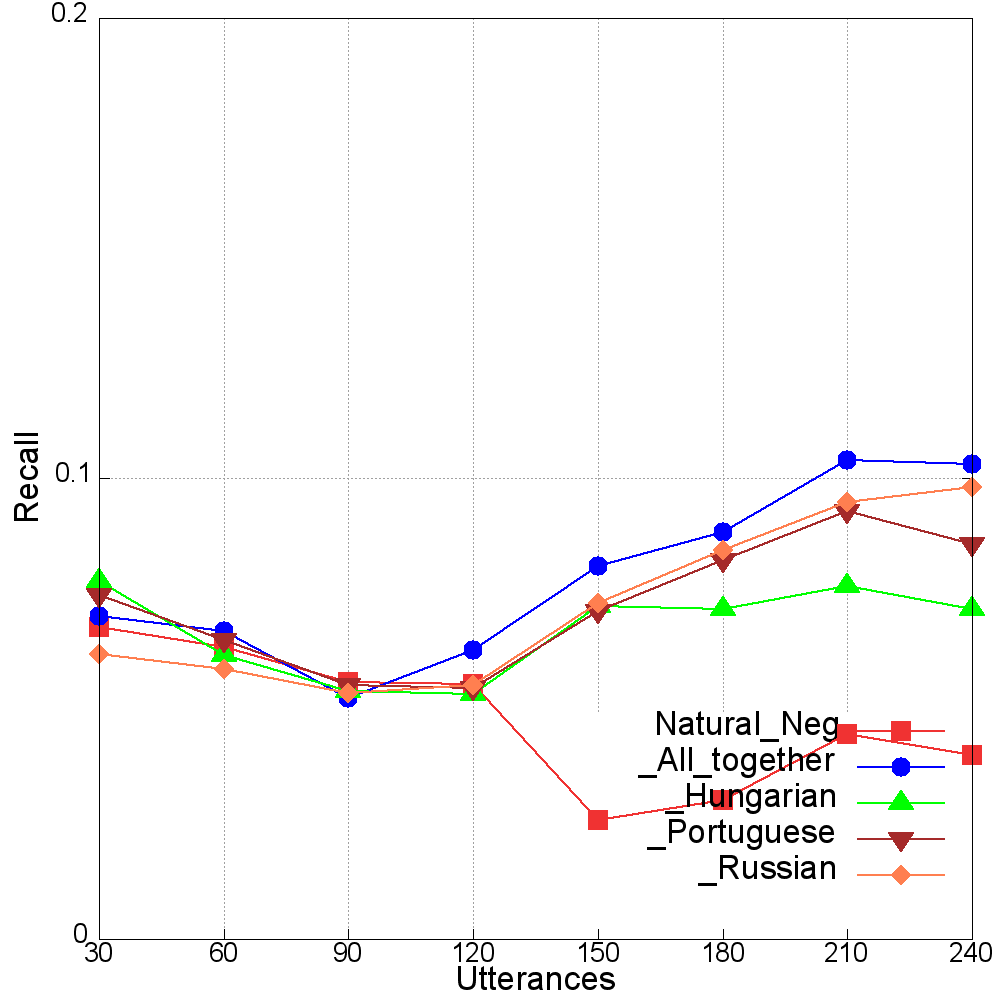 0.2
0.1
0
Recall
30 60 90 120 150 180 210 240
Utterances
Natural_Neg
_All_together
_Hungarian
_Portuguese
_Russian